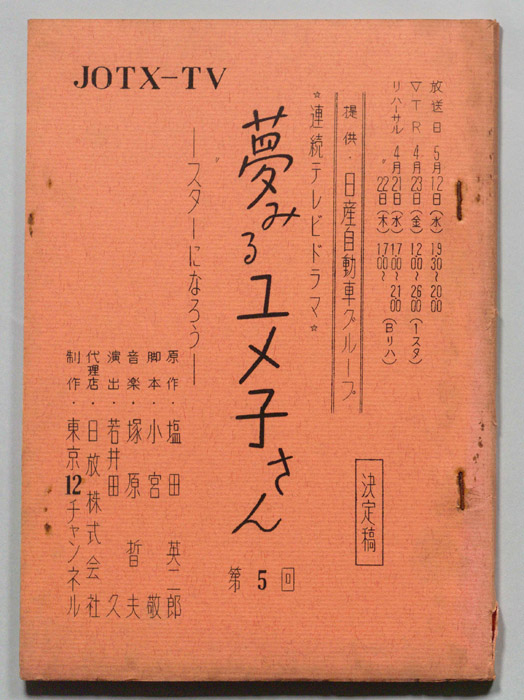 JOTX-TV
放送日 5月12日(水) 1930~20:00
VTR 4月23日(金) 12:00~26:00(1スタ)
リハーサル 4月21日(水) 17:00~21:00(Bリハ)
〃 22日(木) 17:00~
提供・日産自動車グループ
☆連続テレビドラマ☆
夢みるユメ子さん
―スターになろう―
第5回
決定稿
原作・塩田英二郎
脚本・小宮敬
音楽・塚原晢夫
演出・若井田久
代理店・日放株式会社
制作・東京12チャンネル